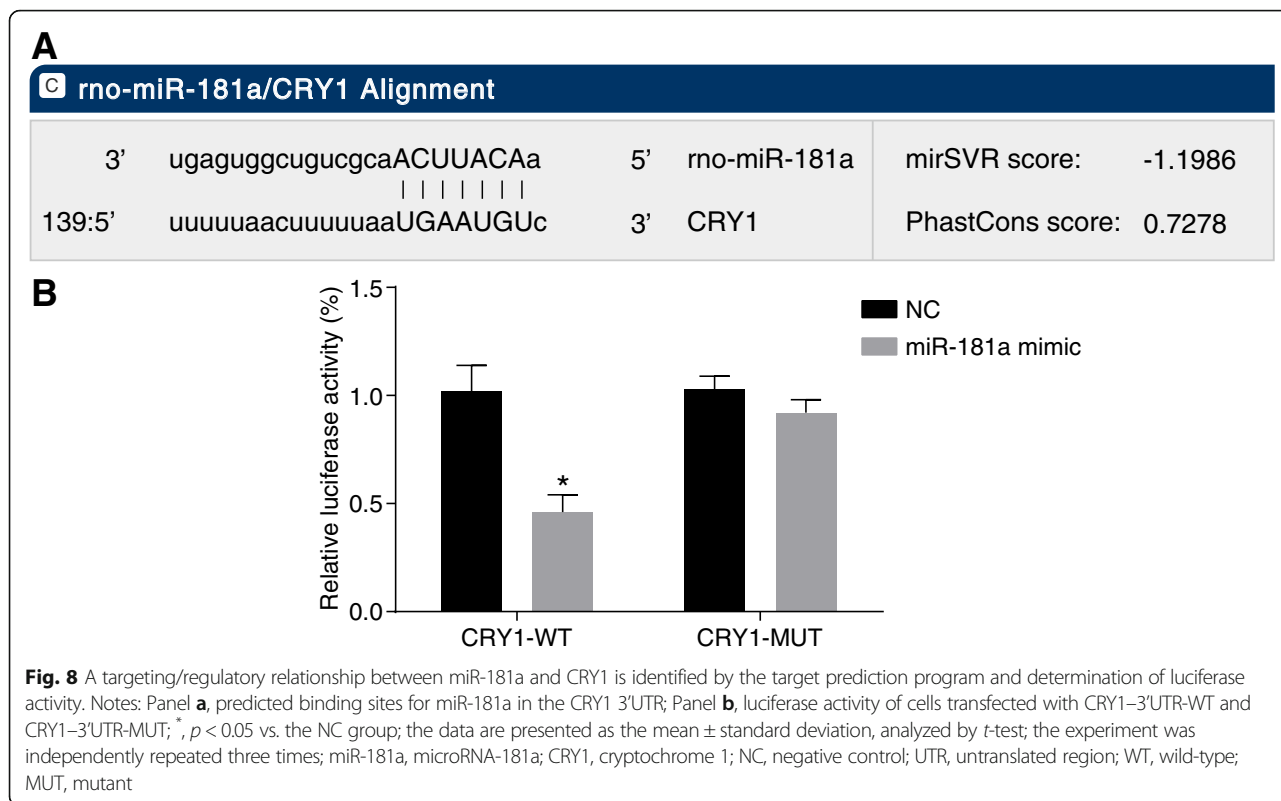 A
C rno-miR-181a/CRY1 Alignment
3’ ugaguggcugucgcaACUUACAa 5’ rno-miR-181a mirSVR score: -1.1986
| | | | | | |
139:5’ uuuuuaacuuuuuaaUGAAUGUc 3’ CRY1 PhastCons score: 0.7278
B
Relative luciferase activity (%)
1.5
1.0
0.5
0.0
*
NC
miR-181a mimic
CRY1-WT CRY1-MUT
Fig. 8 A targeting/regulatory relationship between miR-181a and CRY1 is identified by the target prediction program and determination of luciferase
activity. Notes: Panel a, predicted binding sites for miR-181a in the CRY1 3’UTR; Panel b, luciferase activity of cells transfected with CRY1–3’UTR-WT and
CRY1–3’UTR-MUT; *, p < 0.05 vs. the NC group; the data are presented as the mean ± standard deviation, analyzed by t-test; the experiment was
independently repeated three times; miR-181a, microRNA-181a; CRY1, cryptochrome 1; NC, negative control; UTR, untranslated region; WT, wild-type;
MUT, mutant